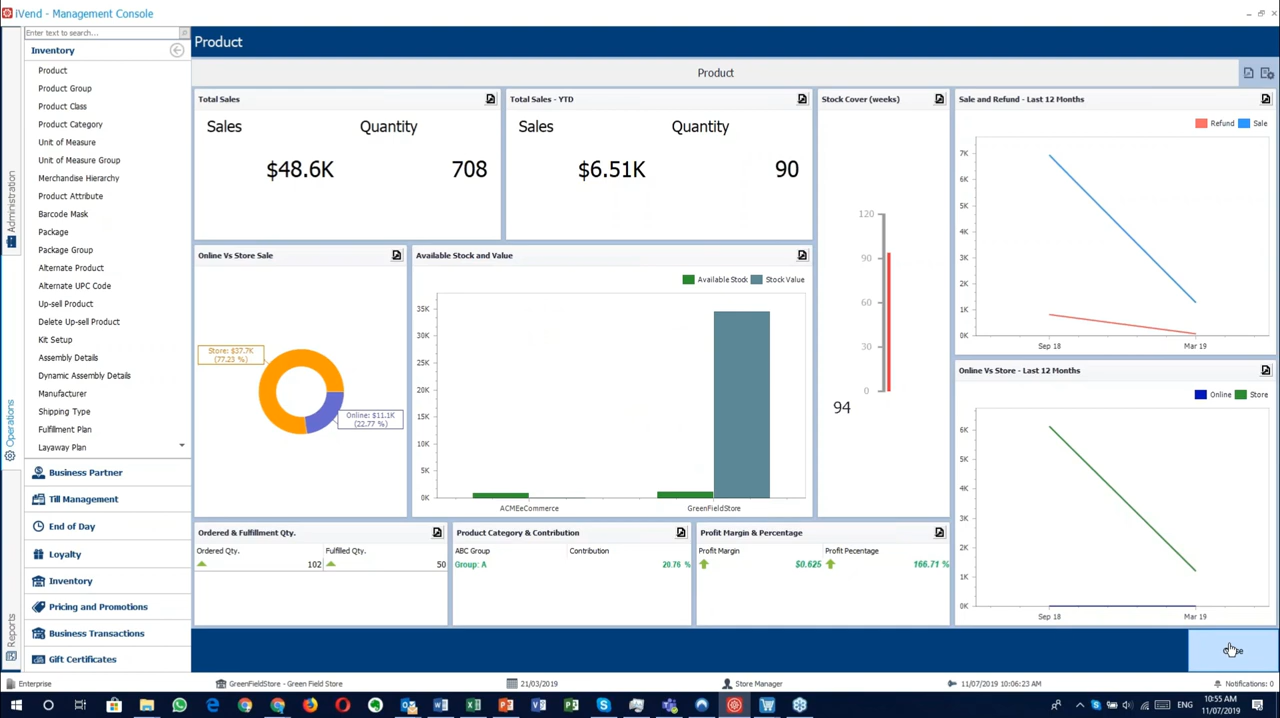 iVend - Management Console
Enter text to search...
Inventory
Product
Product Group
Product Class
Product Category
Unit of Measure
Unit of Measure Group
Merchandise Hierarchy
Product Attribute
Barcode Mask
Package
Package Group
Alternate Product
Alternate UPC Code
Up-sell Product
Delete Up-sell Product
Kit Setup
Assembly Details
Dynamic Assembly Details
Manufacturer
Shipping Type
Fulfillment Plan
Layaway Plan
Business Partner
Till Management
End of Day
Loyalty
Inventory
Pricing and Promotions
Business Transactions
Gift Certificates
Administration
Operations
Reports
Product
Product
Total Sales
Sales Quantity
$48.6K 708
Total Sales - YTD
Sales Quantity
$6.51K 90
Stock Cover (weeks)
120
90
60
30
0
94
Sale and Refund - Last 12 Months
Refund Sale
7K
6K
5K
4K
3K
2K
1K
0K
Sep 18 Mar 19
Online Vs Store Sale
Store: $37.7K
(77.23 %)
Online: $11.1K
(22.77 %)
Available Stock and Value
Available Stock Stock Value
35K
30K
25K
20K
15K
10K
5K
0K
ACMEeCommerce GreenFieldStore
Online Vs Store - Last 12 Months
Online Store
6K
5K
4K
3K
2K
1K
0K
Sep 18 Mar 19
Ordered & Fulfillment Qty.
Ordered Qty. Fulfilled Qty.
102 50
Product Category & Contribution
ABC Group Contribution
Group: A 20.76 %
Profit Margin & Percentage
Profit Margin Profit Pecentage
$0.625 166.71 %
Enterprise GreenFieldStore - Green Field Store 21/03/2019 Store Manager 11/07/2019 10:06:23 AM Notifications: 0
ENG
10:55 AM
11/07/2019